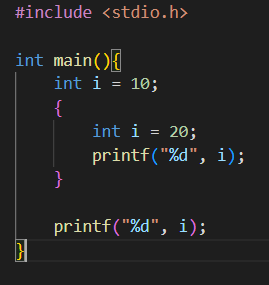 #include <stdio.h>

int main(){
    int i = 10;
    {
        int i = 20;
        printf("%d", i);
    }

    printf("%d", i);
}